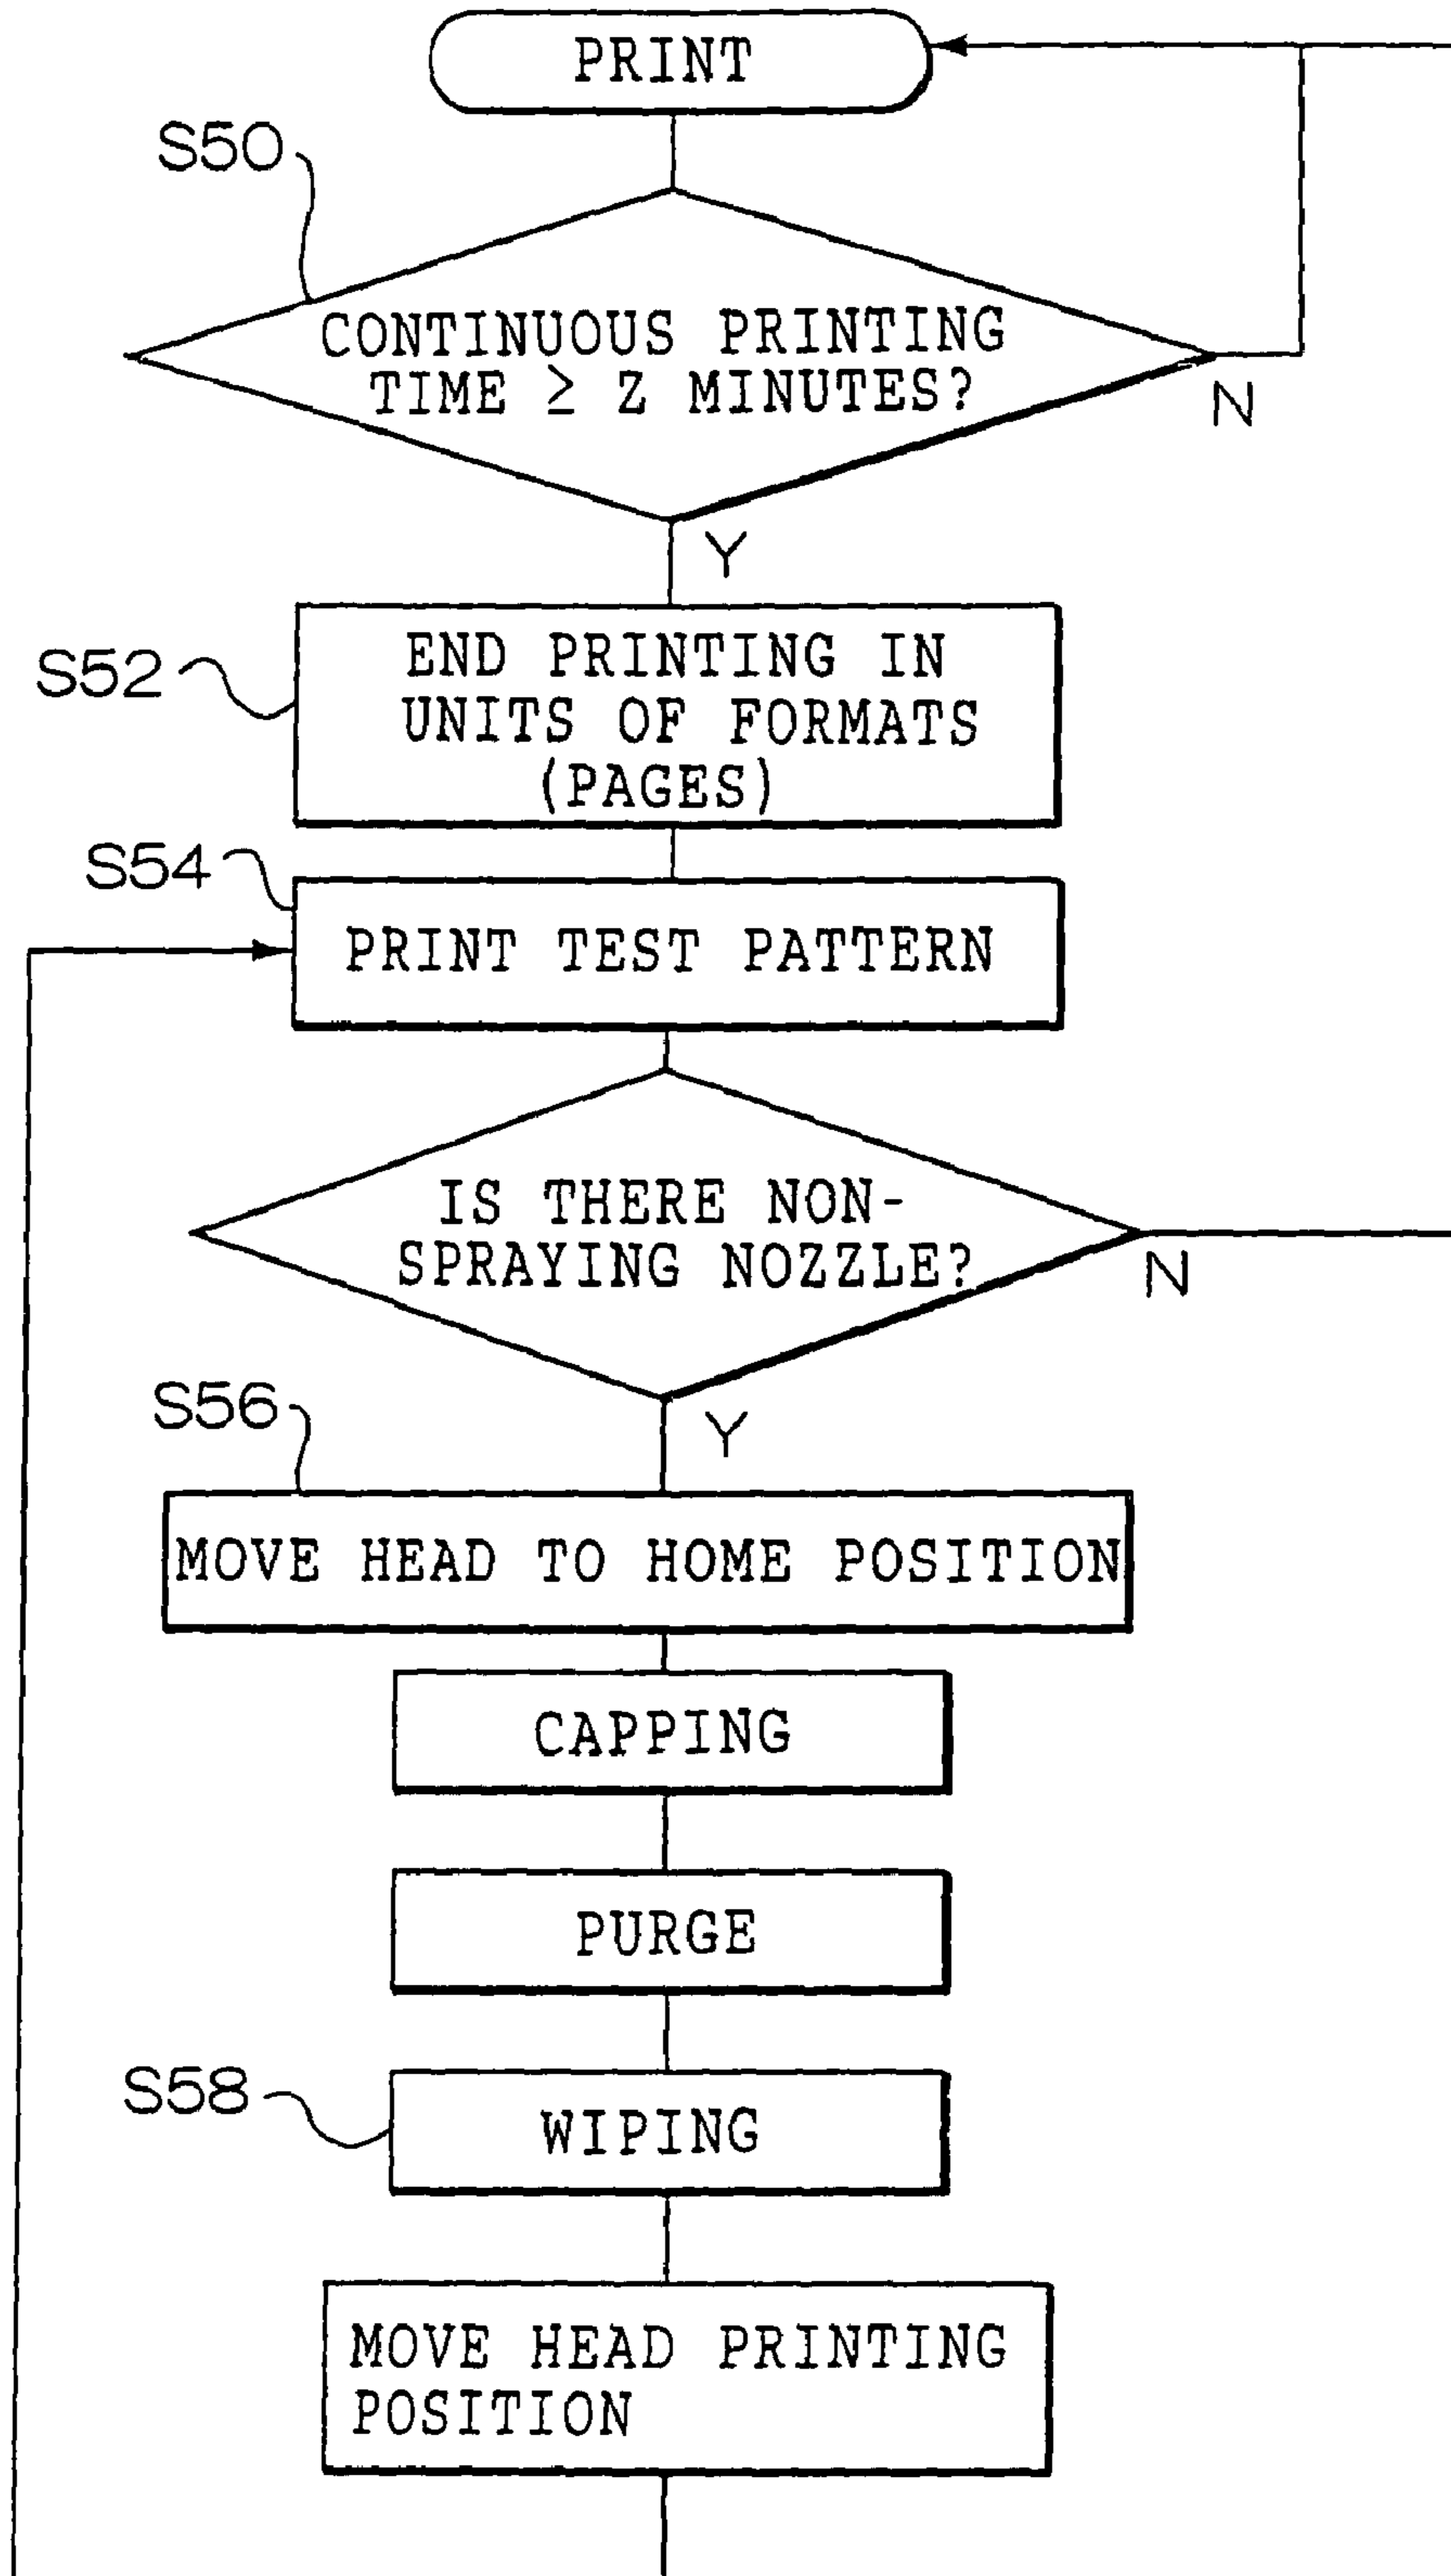 PRINT
S50
CONTINUOUS PRINTING
TIME ≥ Z MINUTES?
N
Y
S52
END PRINTING IN
UNITS OF FORMATS
(PAGES)
S54
PRINT TEST PATTERN
IS THERE NON-
SPRAYING NOZZLE?
N
Y
S56
MOVE HEAD TO HOME POSITION
CAPPING
PURGE
S58
WIPING
MOVE HEAD PRINTING
POSITION